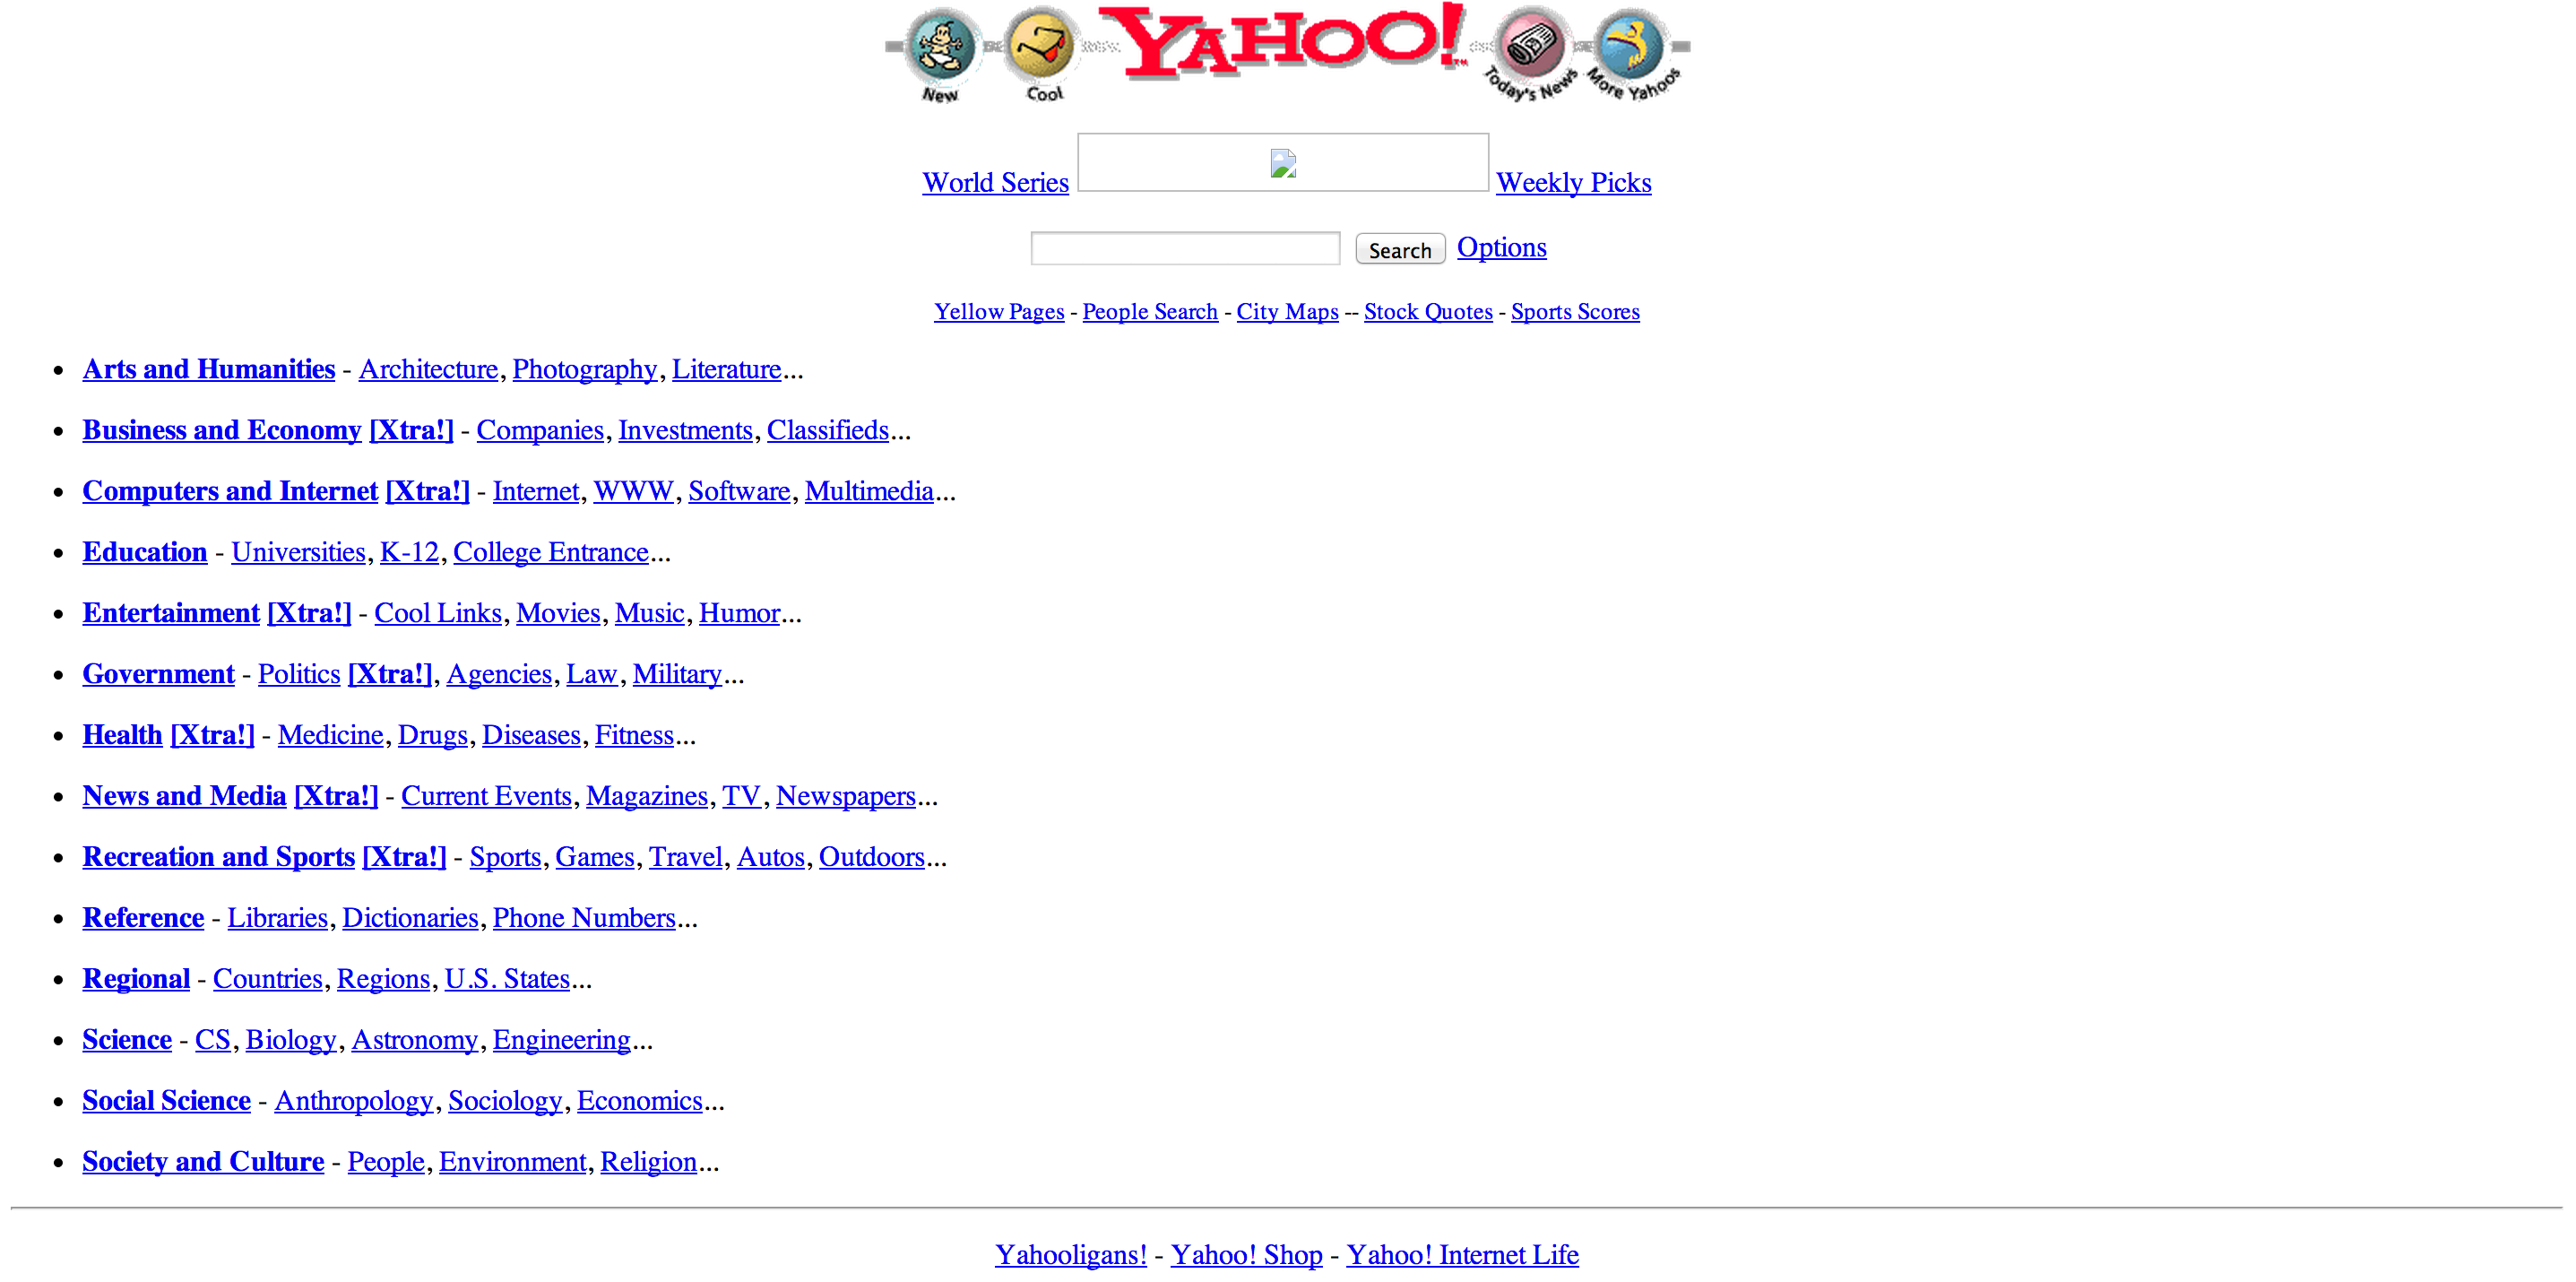 New Cool YAHOO!™ Today's News More Yahoos
World Series Weekly Picks
Search Options
Yellow Pages - People Search - City Maps -- Stock Quotes - Sports Scores
• Arts and Humanities - Architecture, Photography, Literature...
• Business and Economy [Xtra!] - Companies, Investments, Classifieds...
• Computers and Internet [Xtra!] - Internet, WWW, Software, Multimedia...
• Education - Universities, K-12, College Entrance...
• Entertainment [Xtra!] - Cool Links, Movies, Music, Humor...
• Government - Politics [Xtra!], Agencies, Law, Military...
• Health [Xtra!] - Medicine, Drugs, Diseases, Fitness...
• News and Media [Xtra!] - Current Events, Magazines, TV, Newspapers...
• Recreation and Sports [Xtra!] - Sports, Games, Travel, Autos, Outdoors...
• Reference - Libraries, Dictionaries, Phone Numbers...
• Regional - Countries, Regions, U.S. States...
• Science - CS, Biology, Astronomy, Engineering...
• Social Science - Anthropology, Sociology, Economics...
• Society and Culture - People, Environment, Religion...
Yahooligans! - Yahoo! Shop - Yahoo! Internet Life